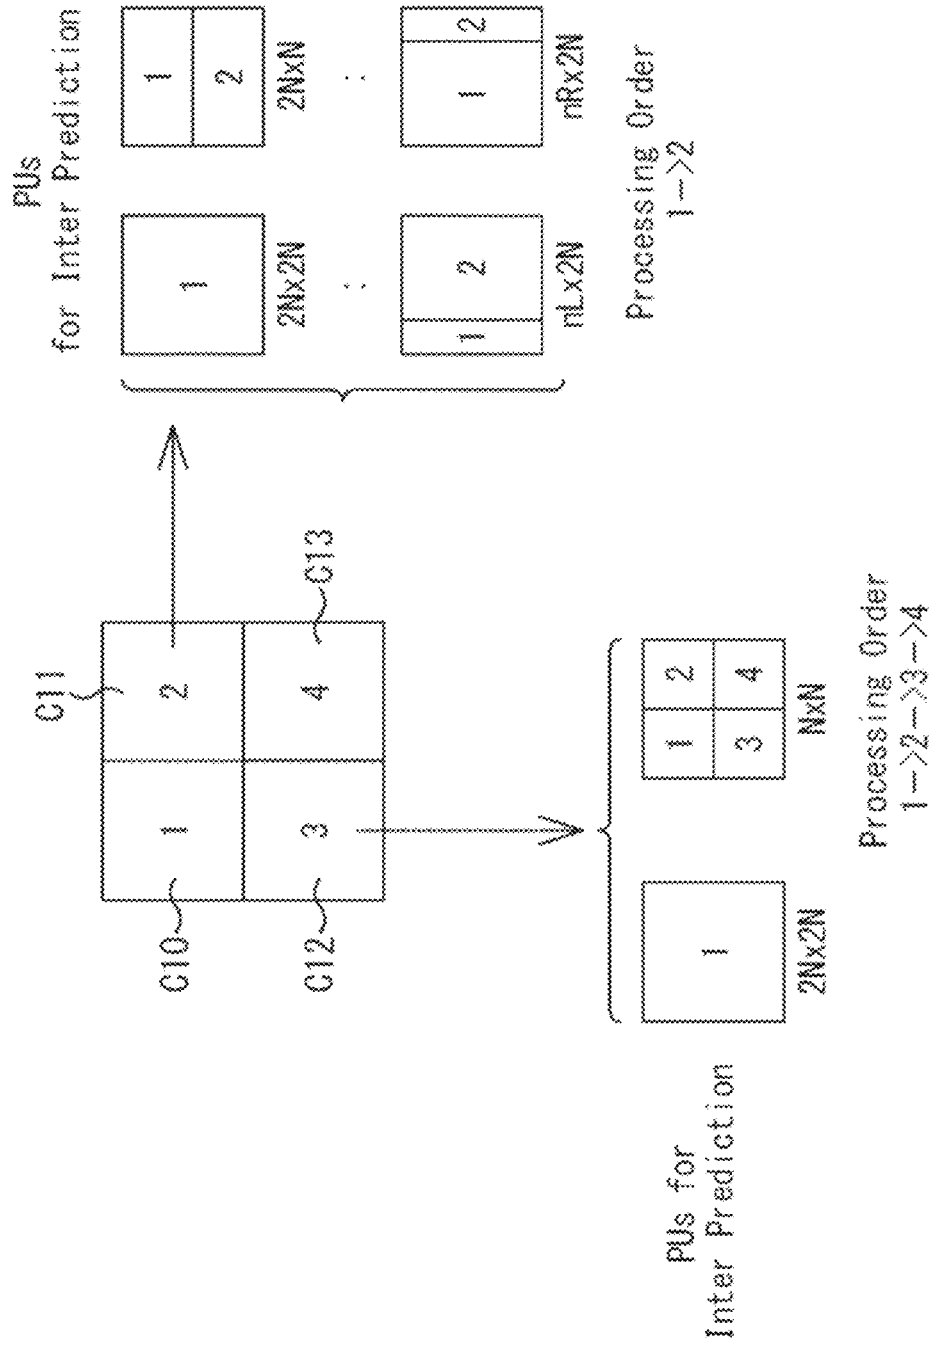 PUs
for Inter Prediction
1
2Nx2N
1
2
2NxN
: :
1 2
nLx2N
1 2
nRx2N
Processing Order
1->2
C11
C10
1 2
C12
3 4
C13
PUs for
Inter Prediction
1
2Nx2N
1 2
3 4
NxN
Processing Order
1->2->3->4